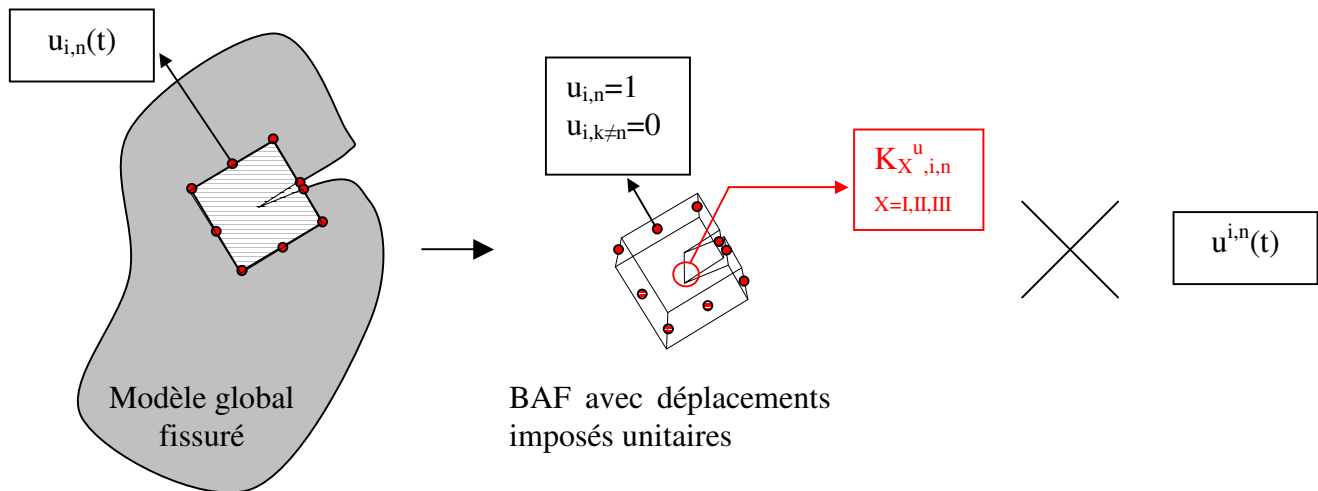 u_{i,n}(t)
u_{i,n}=1
u_{i,k≠n}=0
K_X^u_{,i,n}
X=I,II,III
u^{i,n}(t)
Modèle global
fissuré
BAF avec déplacements
imposés unitaires